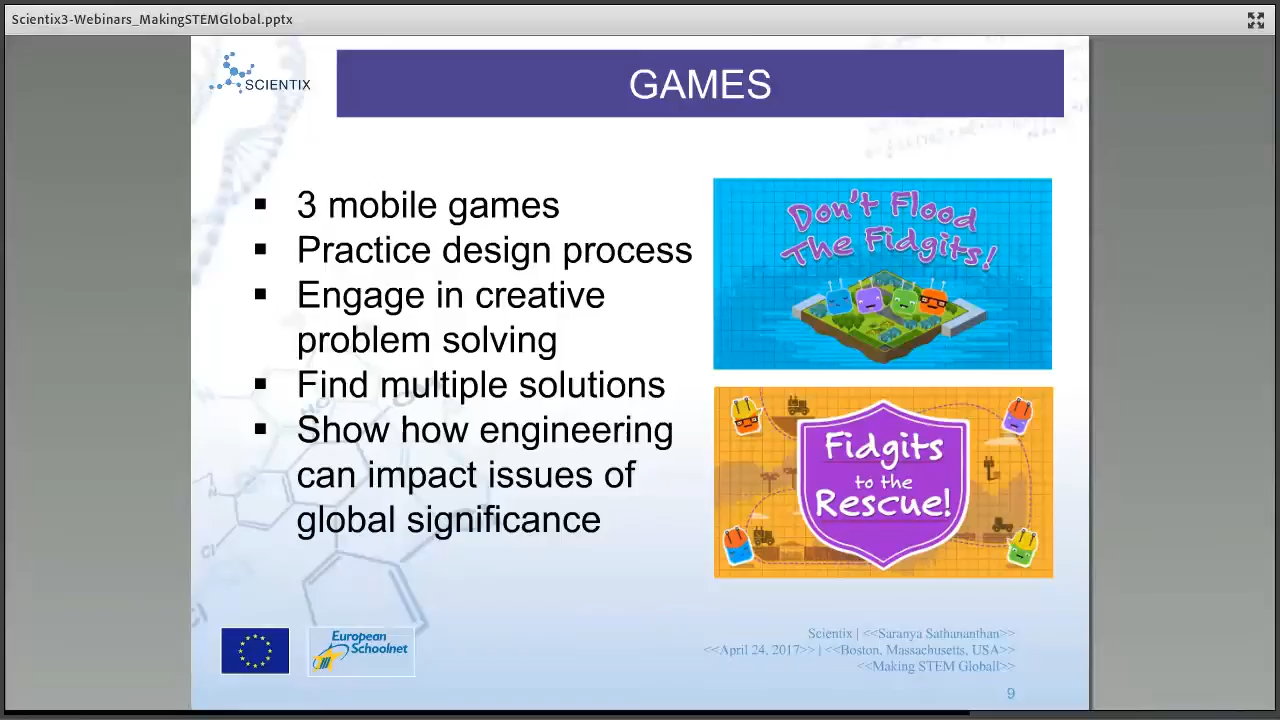 Scientix3-Webinars_MakingSTEMGlobal.pptx
SCIENTIX
GAMES
▪ 3 mobile games
▪ Practice design process
▪ Engage in creative
problem solving
▪ Find multiple solutions
▪ Show how engineering
can impact issues of
global significance
Don't Flood
The Fidgits!
Fidgits
to the
Rescue!
European
Schoolnet
Scientix | <<Saranya Sathananthan>>
<<April 24, 2017>> | <<Boston, Massachusetts, USA>>
<<Making STEM Globall>>
9